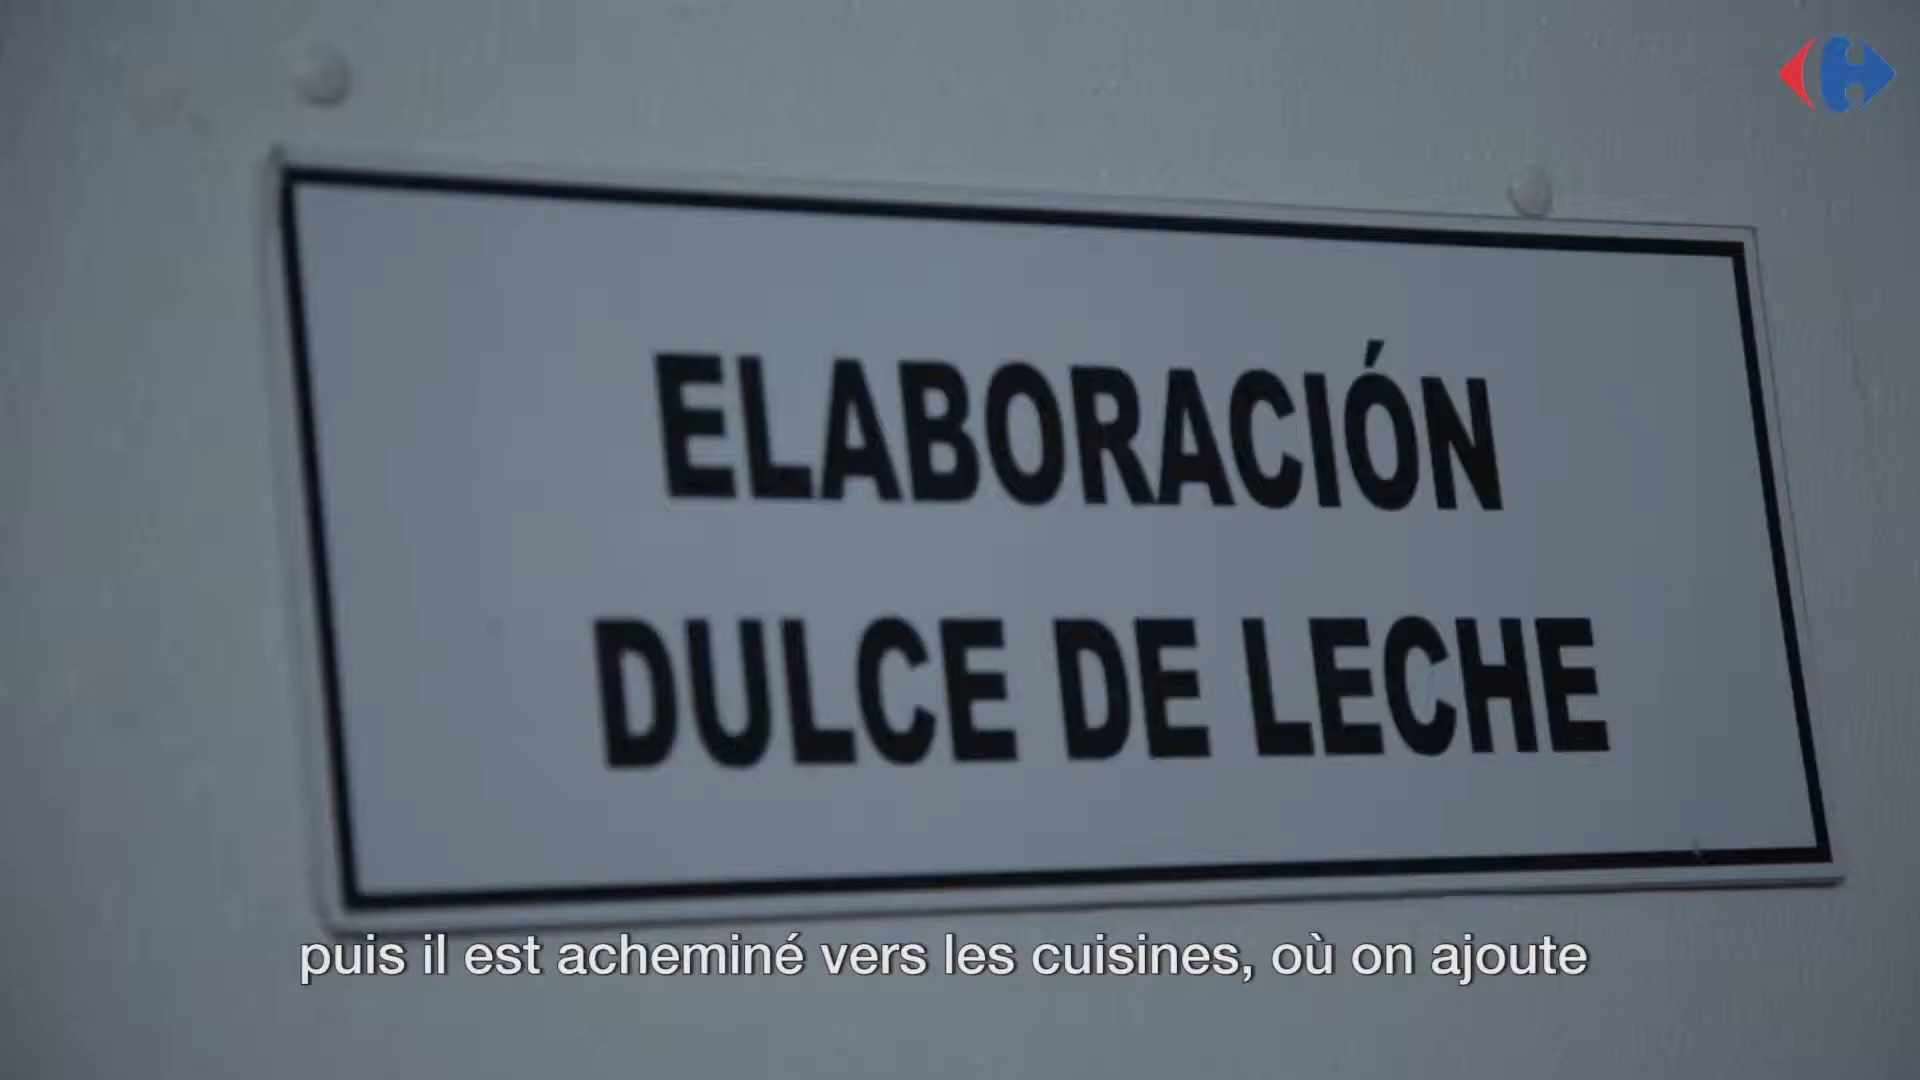 ELABORACIÓN
DULCE DE LECHE
puis il est acheminé vers les cuisines, où on ajoute